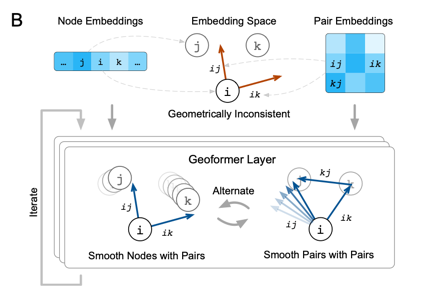 B
Node Embeddings
Embedding Space
Pair Embeddings
... j i k ...
j
k
ij
i
ik
ij
ik
kj
Geometrically Inconsistent
Geoformer Layer
Iterate
j
k
ij
i
ik
Smooth Nodes with Pairs
Alternate
kj
ij
i
ik
Smooth Pairs with Pairs